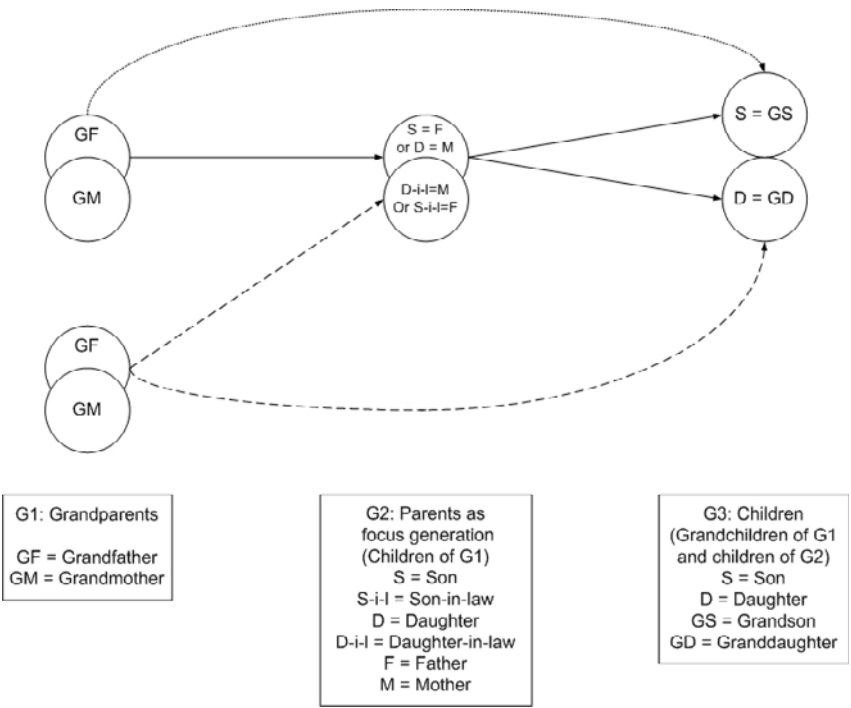 GF
GM
S = F
or D = M
D-i-l=M
Or S-i-l=F
S = GS
D = GD
GF
GM
G1: Grandparents
GF = Grandfather
GM = Grandmother
G2: Parents as
focus generation
(Children of G1)
S = Son
S-i-l = Son-in-law
D = Daughter
D-i-l = Daughter-in-law
F = Father
M = Mother
G3: Children
(Grandchildren of G1
and children of G2)
S = Son
D = Daughter
GS = Grandson
GD = Granddaughter